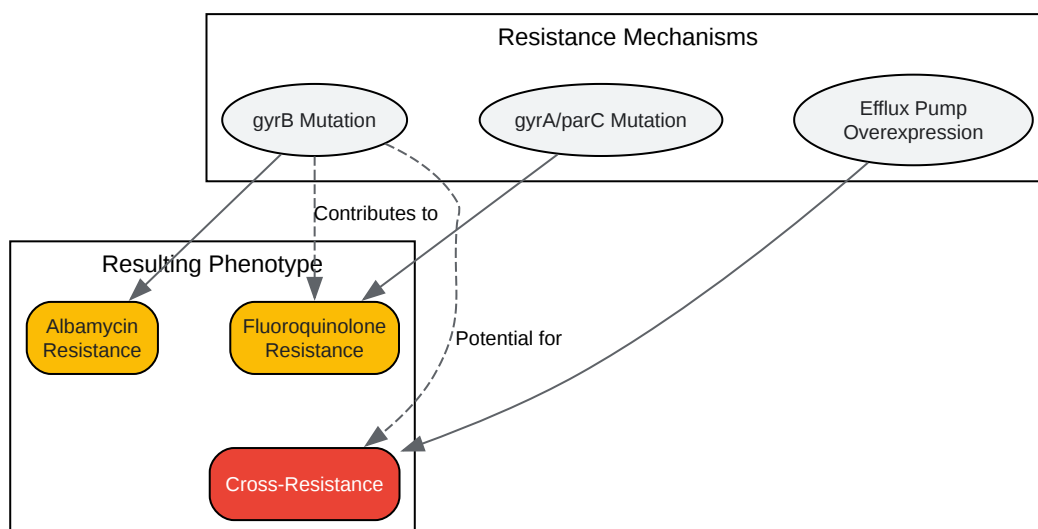 Resistance Mechanisms
gyrB Mutation
gyrA/parC Mutation
Efflux Pump
Overexpression
Contributes to
Resulting Phenotype
Albamycin
Resistance
Fluoroquinolone
Resistance
Potential for
Cross-Resistance